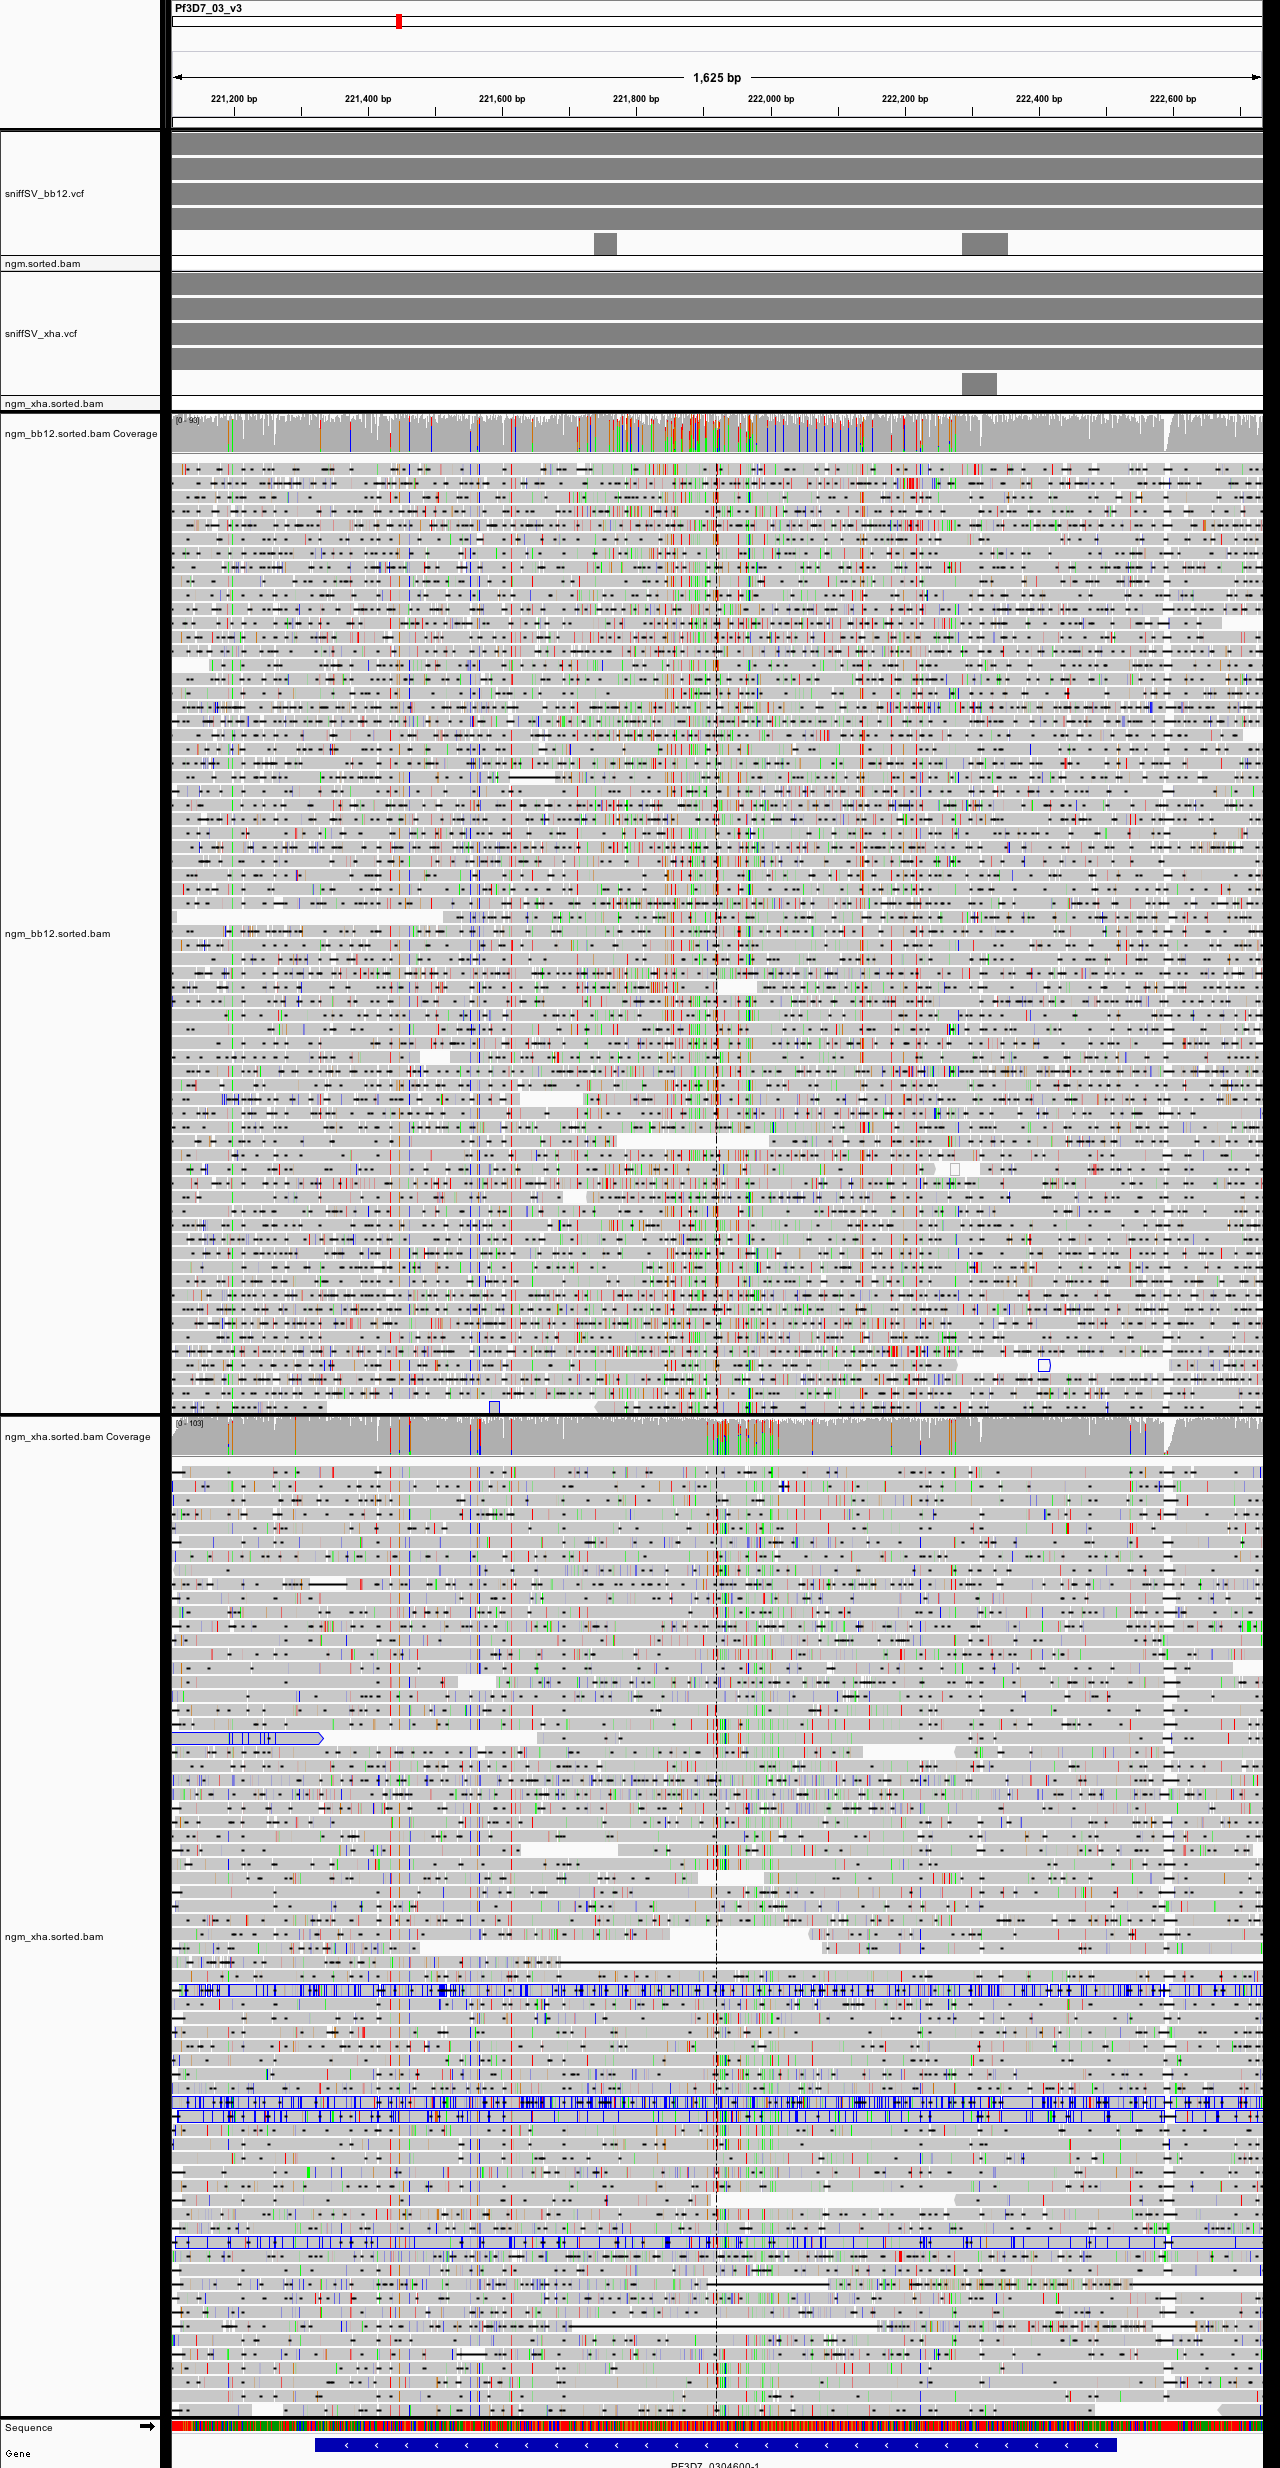 Pf3D7_03_v3
1,625 bp
221,200 bp 221,400 bp 221,600 bp 221,800 bp 222,000 bp 222,200 bp 222,400 bp 222,600 bp
sniffSV_bb12.vcf
ngm.sorted.bam
sniffSV_xha.vcf
ngm_xha.sorted.bam
[0 - 93]
ngm_bb12.sorted.bam Coverage
ngm_bb12.sorted.bam
[0 - 103]
ngm_xha.sorted.bam Coverage
ngm_xha.sorted.bam
Sequence
Gene
PF3D7_0304600-1